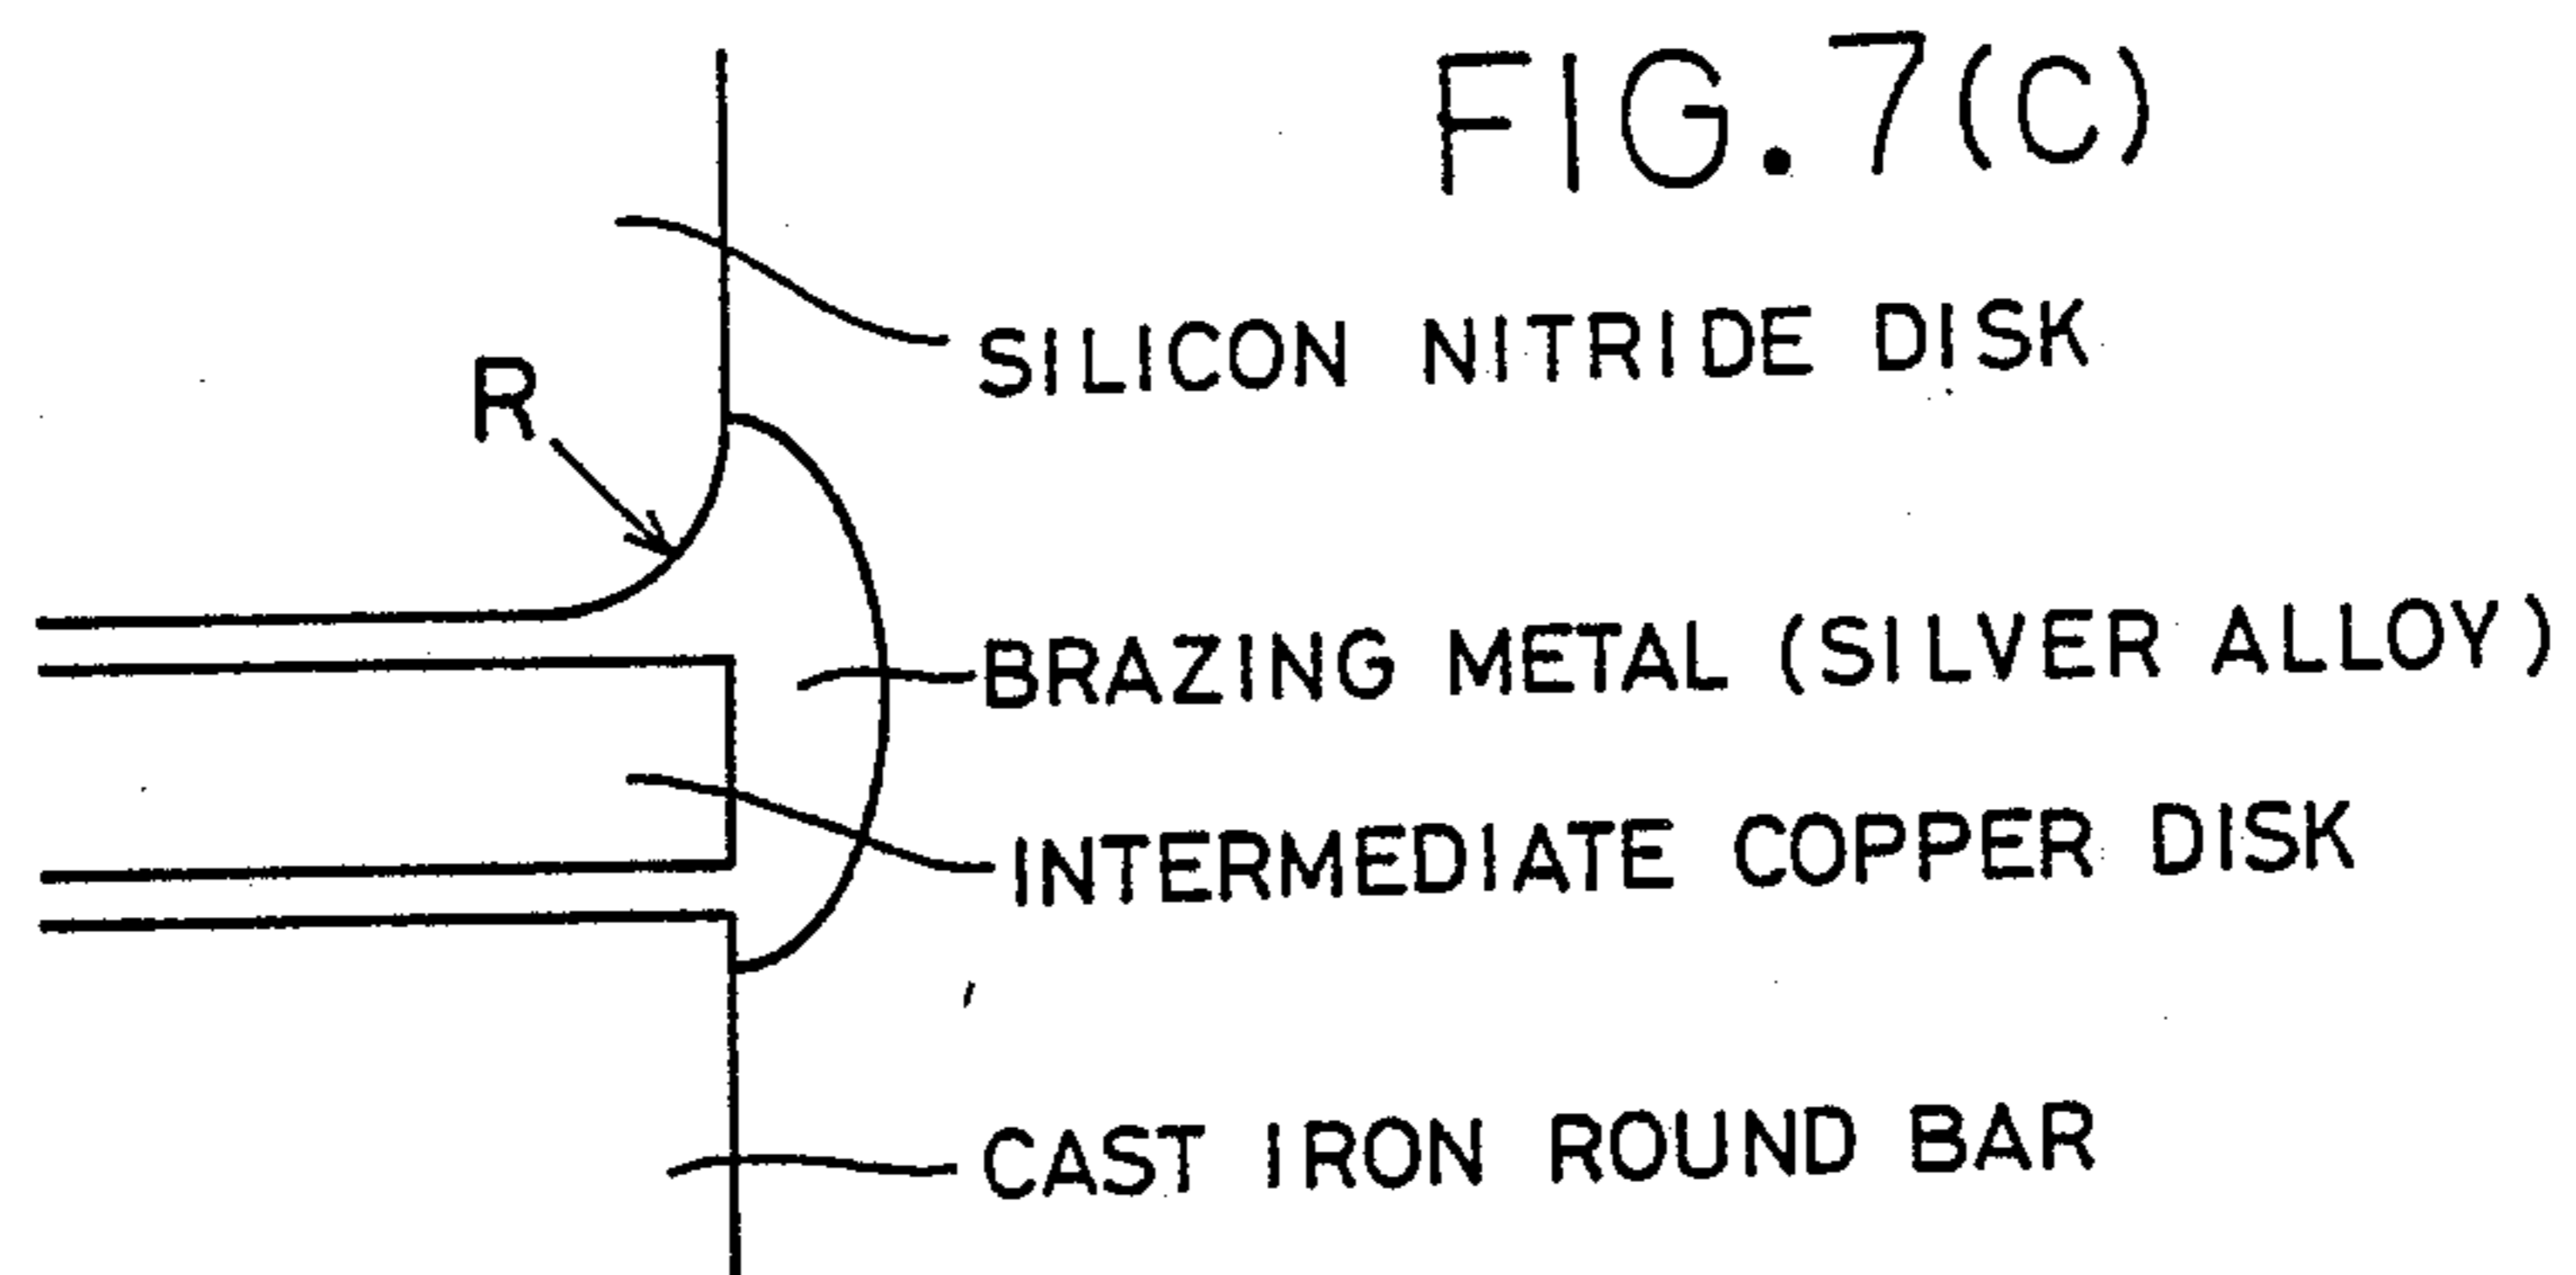 FIG. 7(C)
SILICON NITRIDE DISK
R
BRAZING METAL (SILVER ALLOY)
INTERMEDIATE COPPER DISK
CAST IRON ROUND BAR